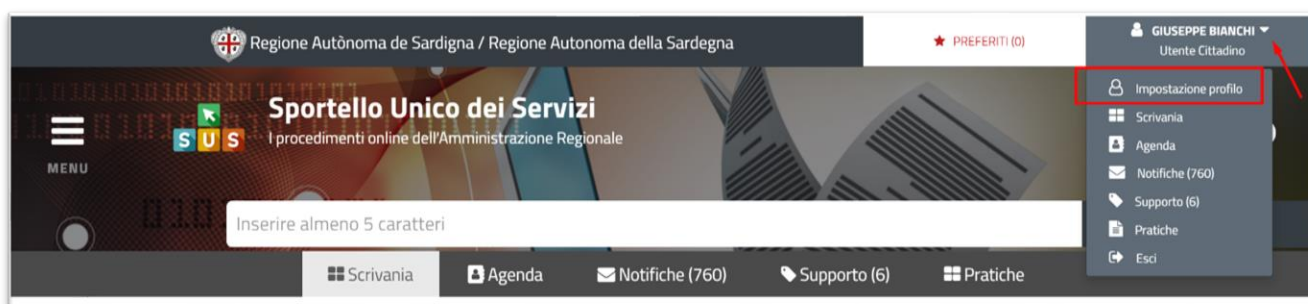 Regione Autònoma de Sardigna / Regione Autonoma della Sardegna
PREFERITI (0)
GIUSEPPE BIANCHI
Utente Cittadino
Impostazione profilo
Scrivania
Agenda
Notifiche (760)
Supporto (6)
Pratiche
Esci
MENU
SUS
Sportello Unico dei Servizi
I procedimenti online dell'Amministrazione Regionale
Inserire almeno 5 caratteri
Scrivania Agenda Notifiche (760) Supporto (6) Pratiche